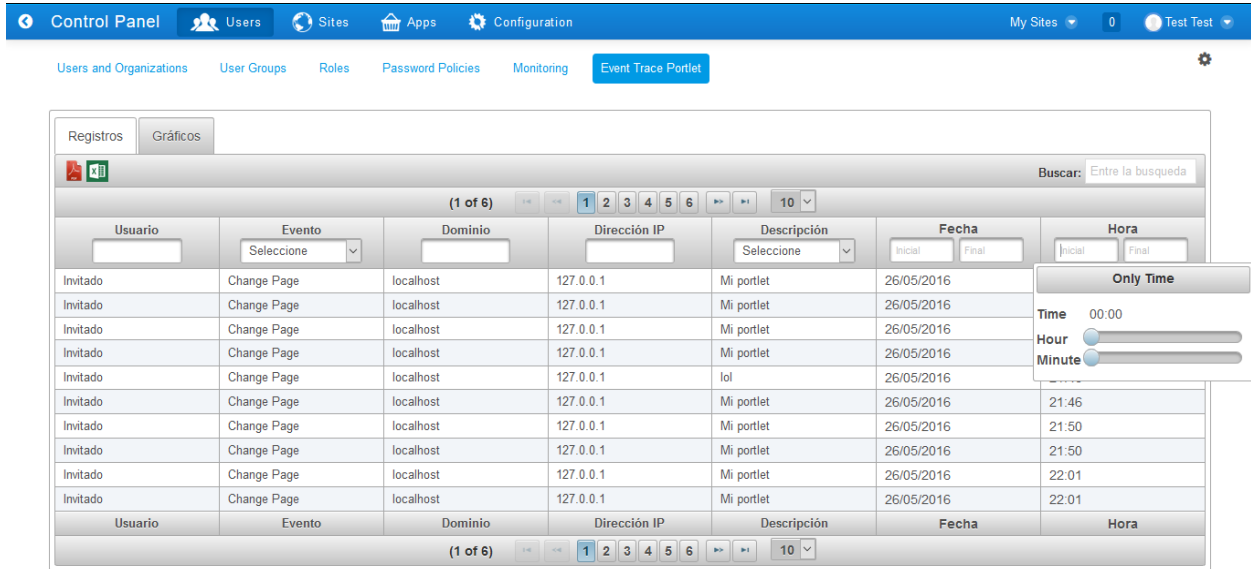 Control Panel Users Sites Apps Configuration My Sites 0 Test Test
Users and Organizations User Groups Roles Password Policies Monitoring Event Trace Portlet
Registros Gráficos
Buscar: Entre la busqueda
(1 of 6) 1 2 3 4 5 6 10
Usuario Evento Dominio Dirección IP Descripción Fecha Hora
Seleccione Seleccione Inicial Final Inicial Final
Invitado Change Page localhost 127.0.0.1 Mi portlet 26/05/2016
Only Time
Invitado Change Page localhost 127.0.0.1 Mi portlet 26/05/2016
Time 00:00
Invitado Change Page localhost 127.0.0.1 Mi portlet 26/05/2016
Hour
Invitado Change Page localhost 127.0.0.1 Mi portlet 26/05/2016
Minute
Invitado Change Page localhost 127.0.0.1 lol 26/05/2016
Invitado Change Page localhost 127.0.0.1 Mi portlet 26/05/2016 21:46
Invitado Change Page localhost 127.0.0.1 Mi portlet 26/05/2016 21:50
Invitado Change Page localhost 127.0.0.1 Mi portlet 26/05/2016 21:50
Invitado Change Page localhost 127.0.0.1 Mi portlet 26/05/2016 22:01
Invitado Change Page localhost 127.0.0.1 Mi portlet 26/05/2016 22:01
Usuario Evento Dominio Dirección IP Descripción Fecha Hora
(1 of 6) 1 2 3 4 5 6 10